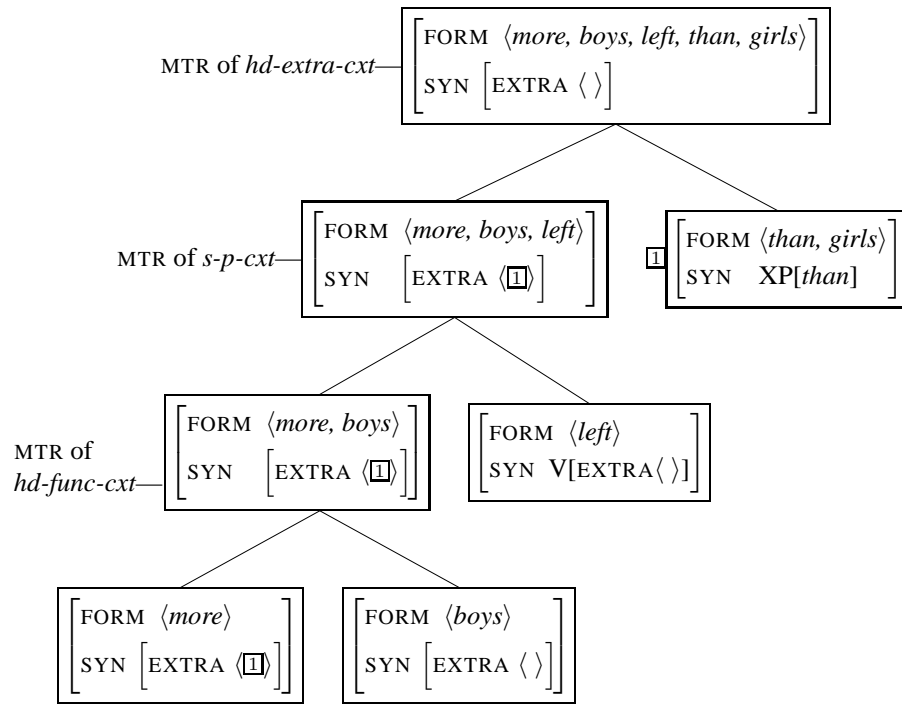 [FORM ⟨more, boys, left, than, girls⟩
MTR of hd-extra-cxt
SYN [EXTRA ⟨ ⟩]]
[FORM ⟨more, boys, left⟩
MTR of s-p-cxt
SYN [EXTRA ⟨1⟩]]
1 [FORM ⟨than, girls⟩
SYN XP[than]]
[FORM ⟨more, boys⟩
SYN [EXTRA ⟨1⟩]]
MTR of
hd-func-cxt
[FORM ⟨left⟩
SYN V[EXTRA⟨ ⟩]]
[FORM ⟨more⟩
SYN [EXTRA ⟨1⟩]]
[FORM ⟨boys⟩
SYN [EXTRA ⟨ ⟩]]